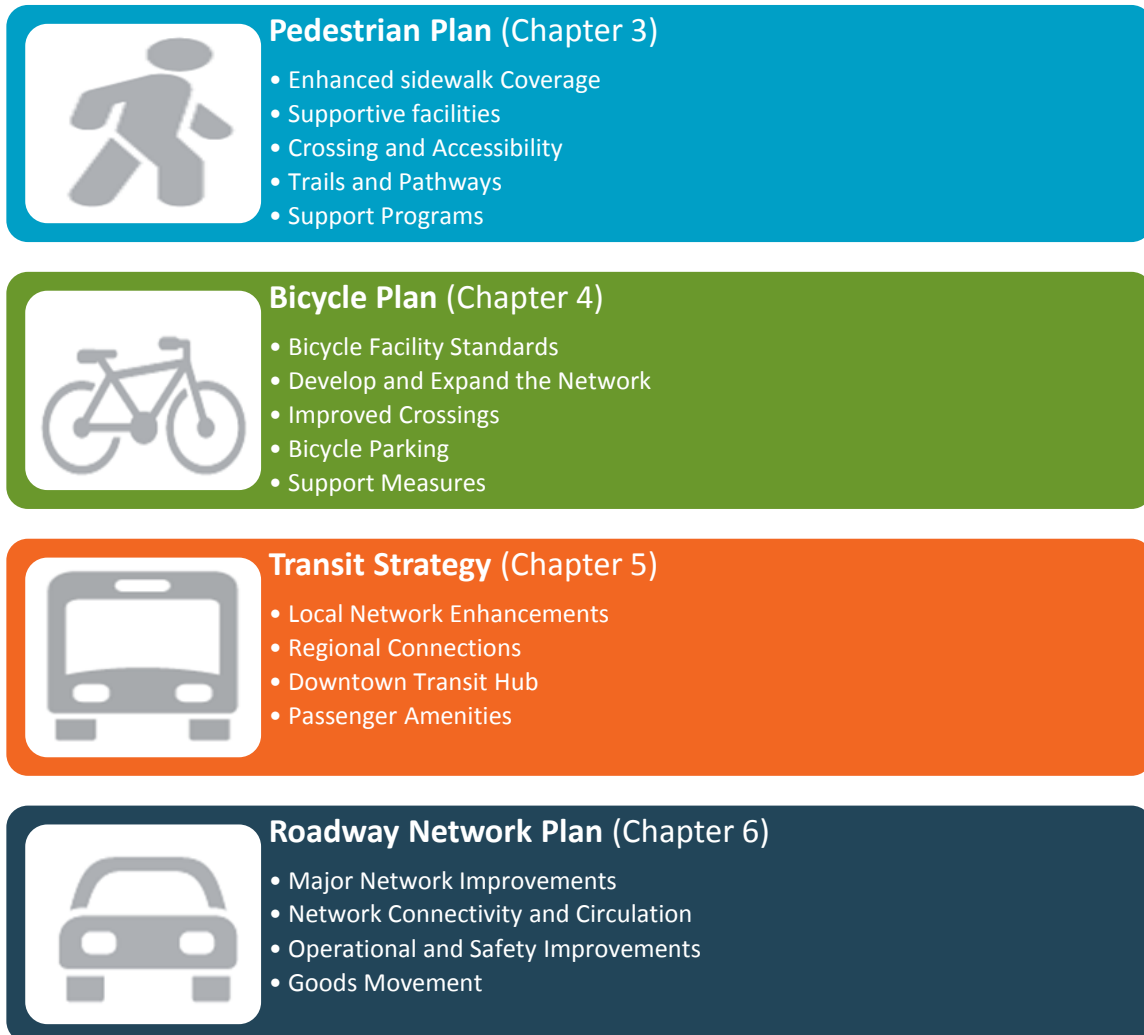 Pedestrian Plan (Chapter 3)
• Enhanced sidewalk Coverage
• Supportive facilities
• Crossing and Accessibility
• Trails and Pathways
• Support Programs
Bicycle Plan (Chapter 4)
• Bicycle Facility Standards
• Develop and Expand the Network
• Improved Crossings
• Bicycle Parking
• Support Measures
Transit Strategy (Chapter 5)
• Local Network Enhancements
• Regional Connections
• Downtown Transit Hub
• Passenger Amenities
Roadway Network Plan (Chapter 6)
• Major Network Improvements
• Network Connectivity and Circulation
• Operational and Safety Improvements
• Goods Movement